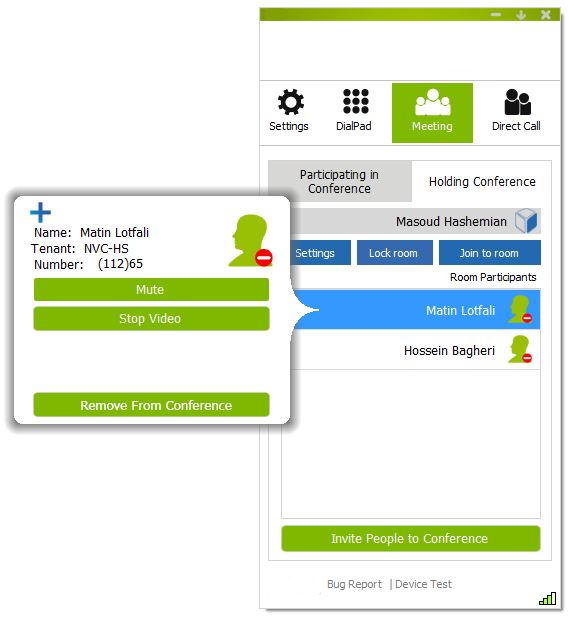 Settings DialPad Meeting Direct Call
Participating in
Conference
Holding Conference
Masoud Hashemian
Settings Lock room Join to room
Room Participants
Matin Lotfali
Hossein Bagheri
Invite People to Conference
Bug Report | Device Test
Name: Matin Lotfali
Tenant: NVC-HS
Number: (112)65
Mute
Stop Video
Remove From Conference